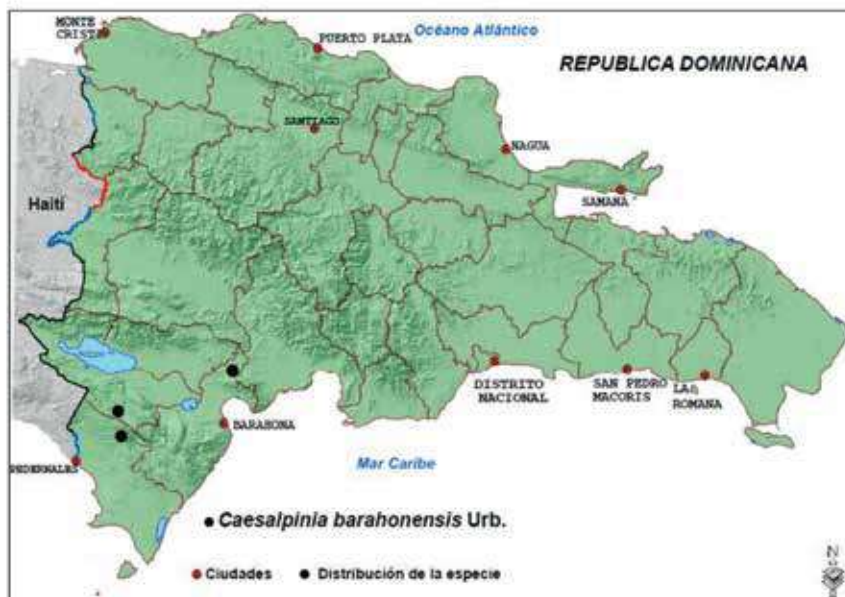 MONTE
CRISTI
PUERTO PLATA
Océano Atlántico
REPUBLICA DOMINICANA
SANTIAGO
NAGUA
Haití
SAMANA
DISTRITO
NACIONAL
SAN PEDRO
MACORIS
LA
ROMANA
BARAHONA
PEDERNALES
Mar Caribe
Caesalpinia barahonensis Urb.
Ciudades
Distribución de la especie
N